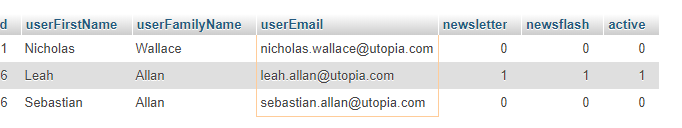 d userFirstName userFamilyName userEmail newsletter newsflash active
1 Nicholas Wallace nicholas.wallace@utopia.com 0 0 0
6 Leah Allan leah.allan@utopia.com 1 1 1
6 Sebastian Allan sebastian.allan@utopia.com 0 0 0